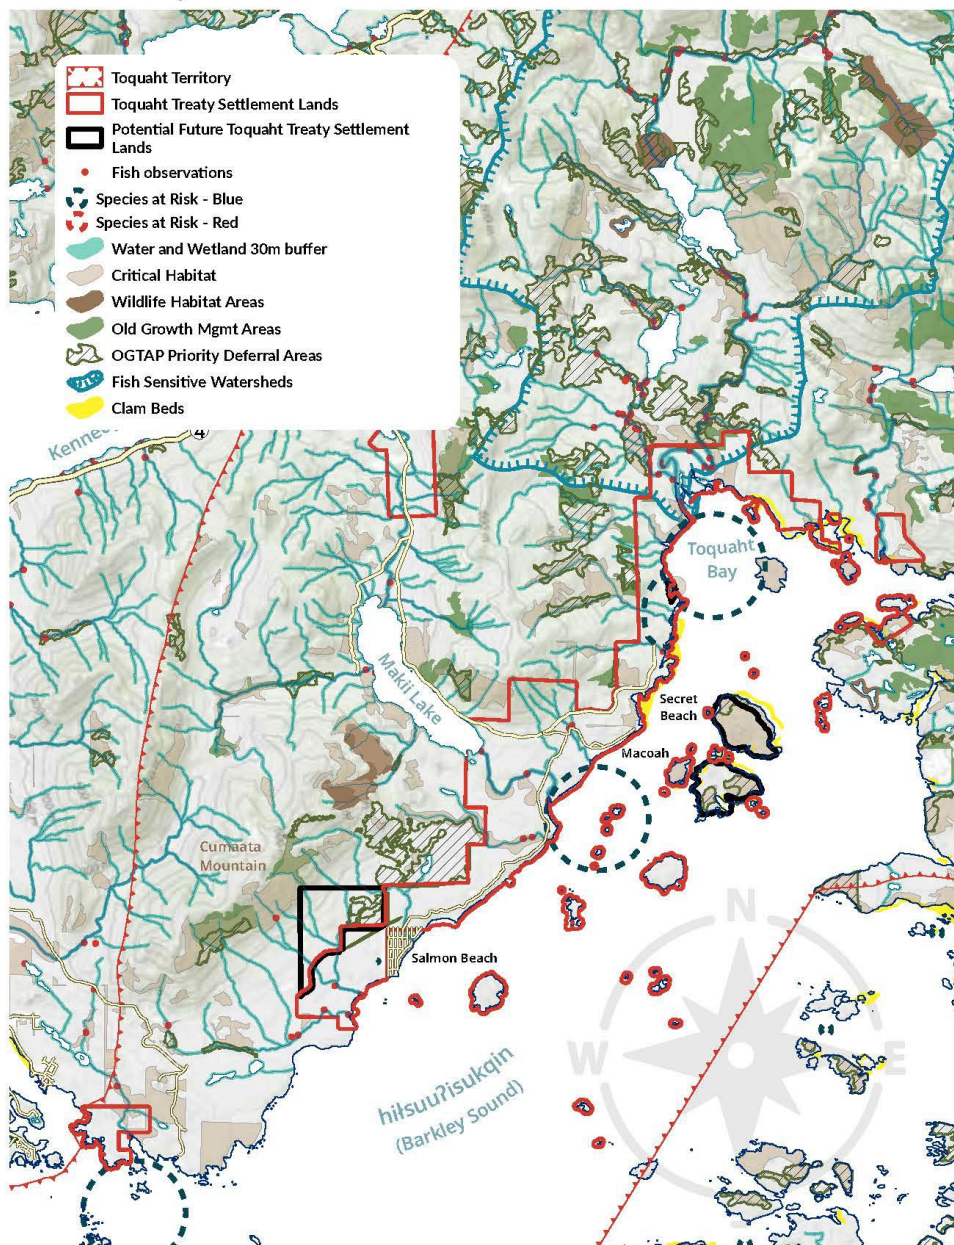 Toquaht Territory
Toquaht Treaty Settlement Lands
Potential Future Toquaht Treaty Settlement
Lands
Fish observations
Species at Risk - Blue
Species at Risk - Red
Water and Wetland 30m buffer
Critical Habitat
Wildlife Habitat Areas
Old Growth Mgmt Areas
OGTAP Priority Deferral Areas
Fish Sensitive Watersheds
Clam Beds
4
Toquaht
Bay
Makii Lake
Secret
Beach
Macoah
Cumaata
Mountain
Salmon Beach
N
W
E
hiłsuuʔisukqin
(Barkley Sound)